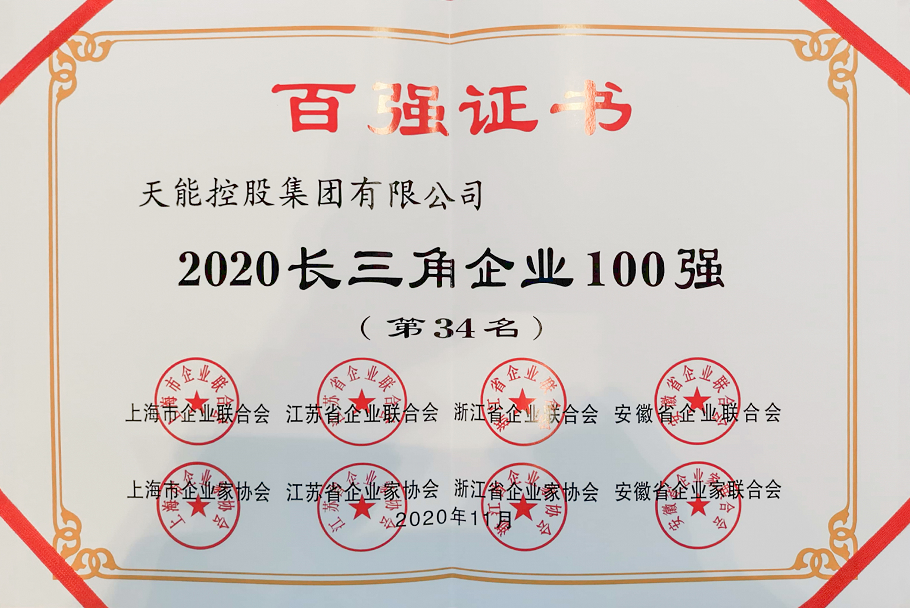 百强证书
天能控股集团有限公司
2020长三角企业100强
（第34名）
上海市企业联合会 江苏省企业联合会 浙江省企业联合会 安徽省企业联合会
上海市企业家协会 江苏省企业家协会 浙江省企业家协会 安徽省企业家联合会
2020年11月